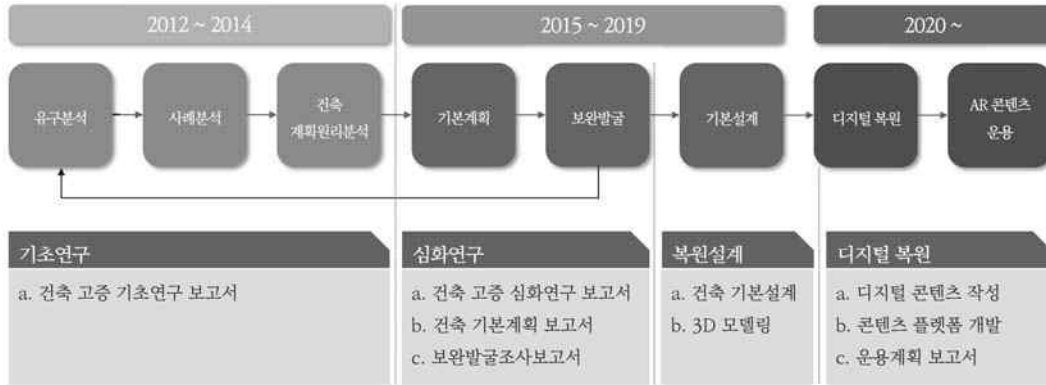 2012 ~ 2014
2015 ~ 2019
2020 ~
유구분석
사례분석
건축
계획원리분석
기본계획
보완발굴
기본설계
디지털 복원
AR 콘텐츠
운용
기초연구
a. 건축 고증 기초연구 보고서
심화연구
a. 건축 고증 심화연구 보고서
b. 건축 기본계획 보고서
c. 보완발굴조사보고서
복원설계
a. 건축 기본설계
b. 3D 모델링
디지털 복원
a. 디지털 콘텐츠 작성
b. 콘텐츠 플랫폼 개발
c. 운용계획 보고서